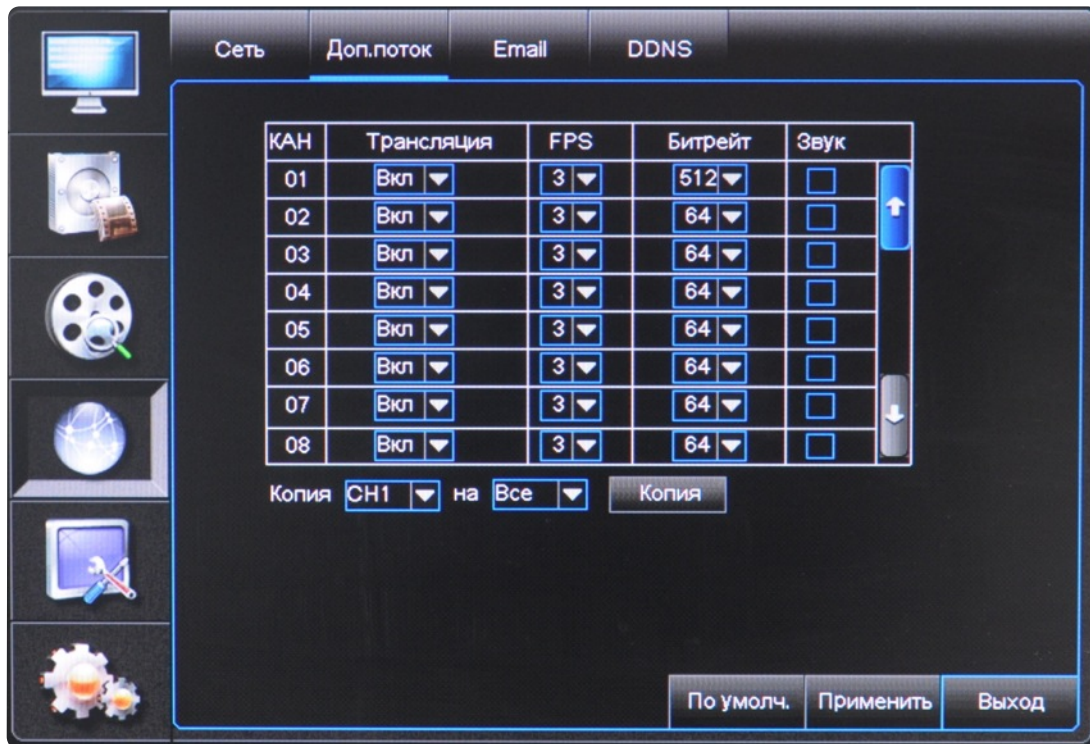 Сеть Доп.поток Email DDNS
КАН Трансляция FPS Битрейт Звук
01 Вкл 3 512
02 Вкл 3 64
03 Вкл 3 64
04 Вкл 3 64
05 Вкл 3 64
06 Вкл 3 64
07 Вкл 3 64
08 Вкл 3 64
Копия CH1 на Все Копия
По умолч. Применить Выход